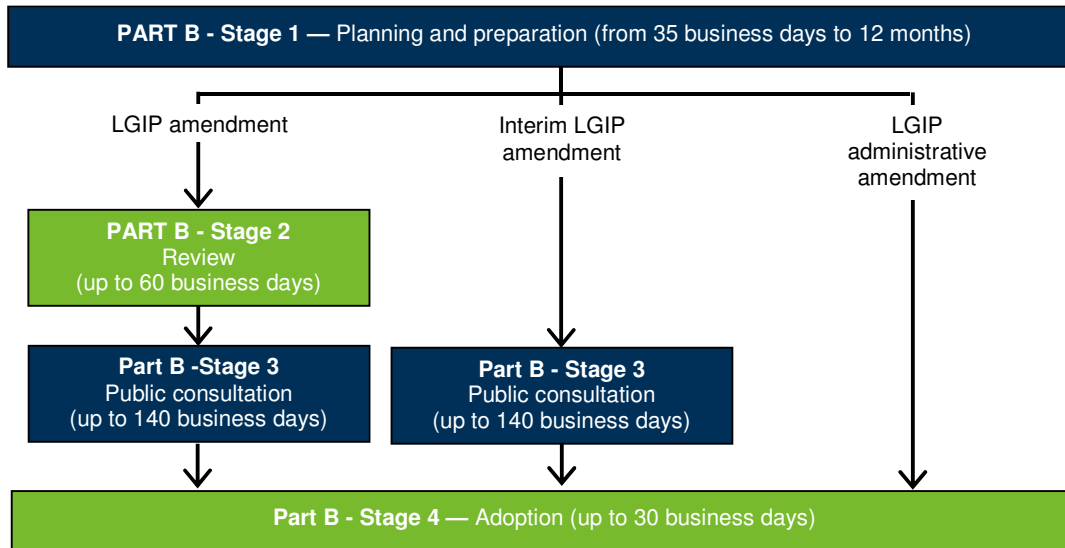 PART B - Stage 1 — Planning and preparation (from 35 business days to 12 months)
LGIP amendment
Interim LGIP
amendment
LGIP
administrative
amendment
PART B - Stage 2
Review
(up to 60 business days)
Part B -Stage 3
Public consultation
(up to 140 business days)
Part B - Stage 3
Public consultation
(up to 140 business days)
Part B - Stage 4 — Adoption (up to 30 business days)